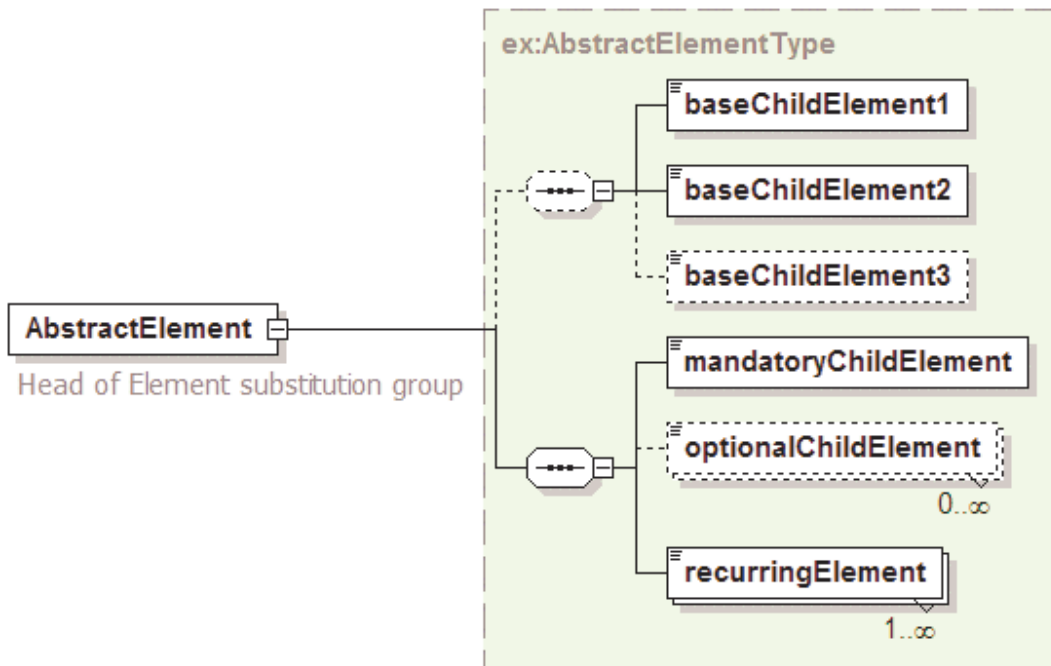 ex:AbstractElementType
baseChildElement1
baseChildElement2
baseChildElement3
AbstractElement
Head of Element substitution group
mandatoryChildElement
optionalChildElement
0..∞
recurringElement
1..∞